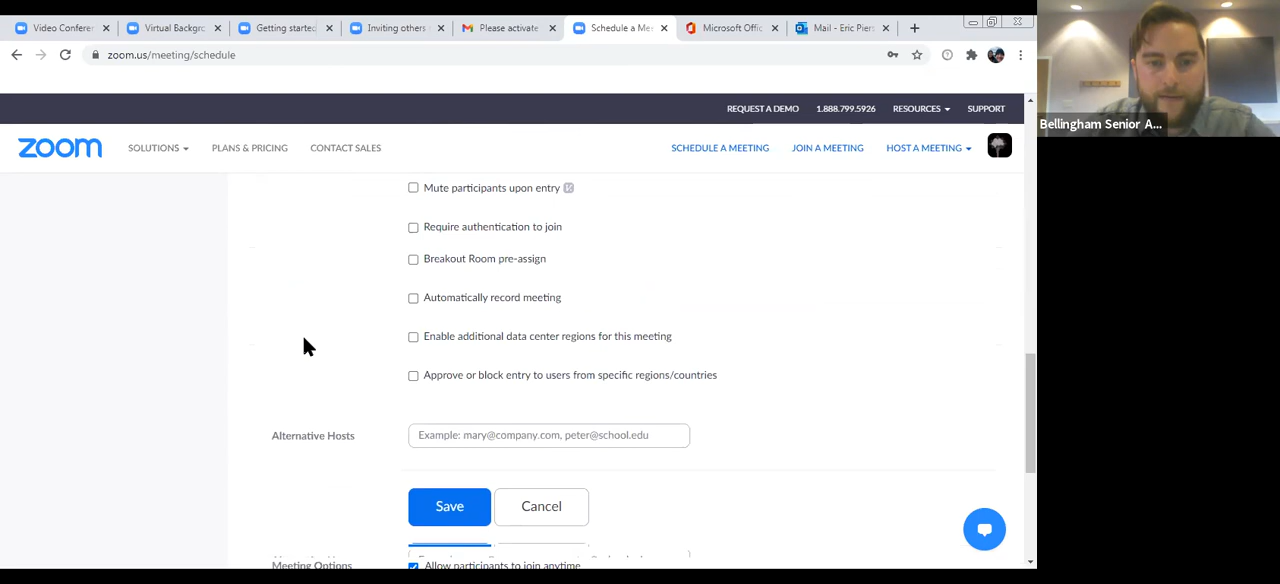 Video Conferen
Virtual Backgro
Getting started
Inviting others
Please activate
Schedule a Mee
Microsoft Offic
Mail - Eric Piers
zoom.us/meeting/schedule
Bellingham Senior A...
REQUEST A DEMO 1.888.799.5926 RESOURCES SUPPORT
zoom SOLUTIONS PLANS & PRICING CONTACT SALES SCHEDULE A MEETING JOIN A MEETING HOST A MEETING
Mute participants upon entry
Require authentication to join
Breakout Room pre-assign
Automatically record meeting
Enable additional data center regions for this meeting
Approve or block entry to users from specific regions/countries
Alternative Hosts Example: mary@company.com, peter@school.edu
Save Cancel
Meeting Options Allow participants to join anytime